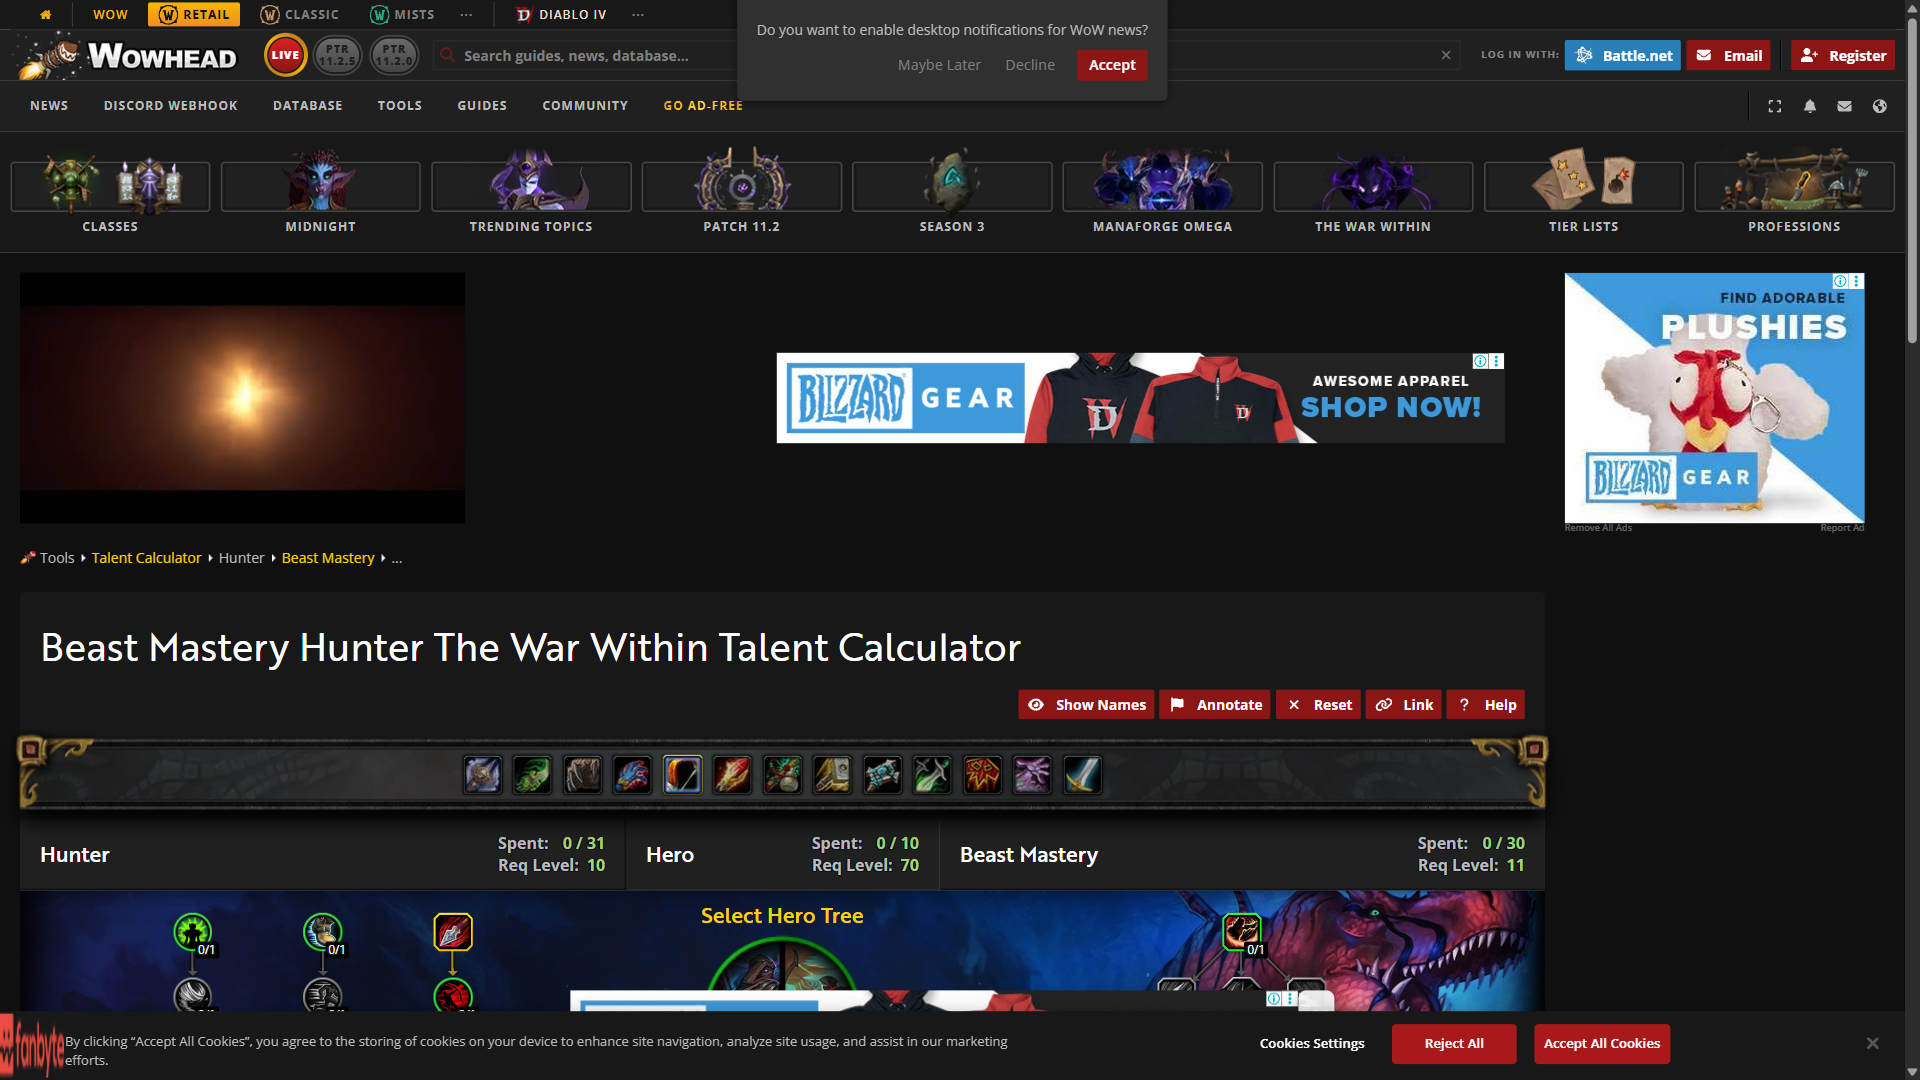 WOW
RETAIL
CLASSIC
MISTS
DIABLO IV
Do you want to enable desktop notifications for WoW news?
Maybe Later
Decline
Accept
WOWHEAD
LIVE
PTR
11.2.5
PTR
11.2.0
Search guides, news, database...
LOG IN WITH:
Battle.net
Email
Register
NEWS
DISCORD WEBHOOK
DATABASE
TOOLS
GUIDES
COMMUNITY
GO AD-FREE
CLASSES
MIDNIGHT
TRENDING TOPICS
PATCH 11.2
SEASON 3
MANAFORGE OMEGA
THE WAR WITHIN
TIER LISTS
PROFESSIONS
BLIZZARD GEAR
AWESOME APPAREL
SHOP NOW!
FIND ADORABLE
PLUSHIES
BLIZZARD GEAR
Remove All Ads
Report Ad
Tools
Talent Calculator
Hunter
Beast Mastery
...
Beast Mastery Hunter The War Within Talent Calculator
Show Names
Annotate
Reset
Link
Help
Hunter
Spent: 0 / 31
Req Level: 10
Hero
Spent: 0 / 10
Req Level: 70
Beast Mastery
Spent: 0 / 30
Req Level: 11
Select Hero Tree
0/1
0/1
0/1
fanbyte
By clicking “Accept All Cookies”, you agree to the storing of cookies on your device to enhance site navigation, analyze site usage, and assist in our marketing
efforts.
Cookies Settings
Reject All
Accept All Cookies